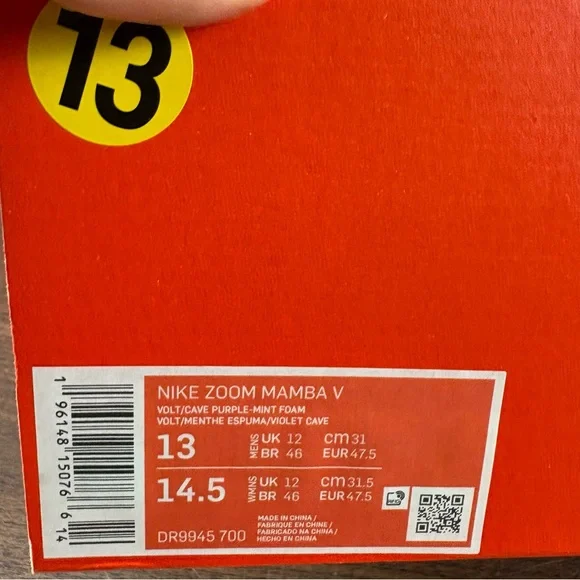 13
NIKE ZOOM MAMBA V
VOLT/CAVE PURPLE-MINT FOAM
VOLT/MENTHE ESPUMA/VIOLET CAVE
13 MENS UK 12 CM 31
BR 46 EUR 47.5
14.5 WMNS UK 12 CM 31.5
BR 46 EUR 47.5
MADE IN CHINA /
FABRIQUE EN CHINE /
FABRICADO NA CHINA /
HECHO EN CHINA
DR9945 700
1 96148 15076 6 14